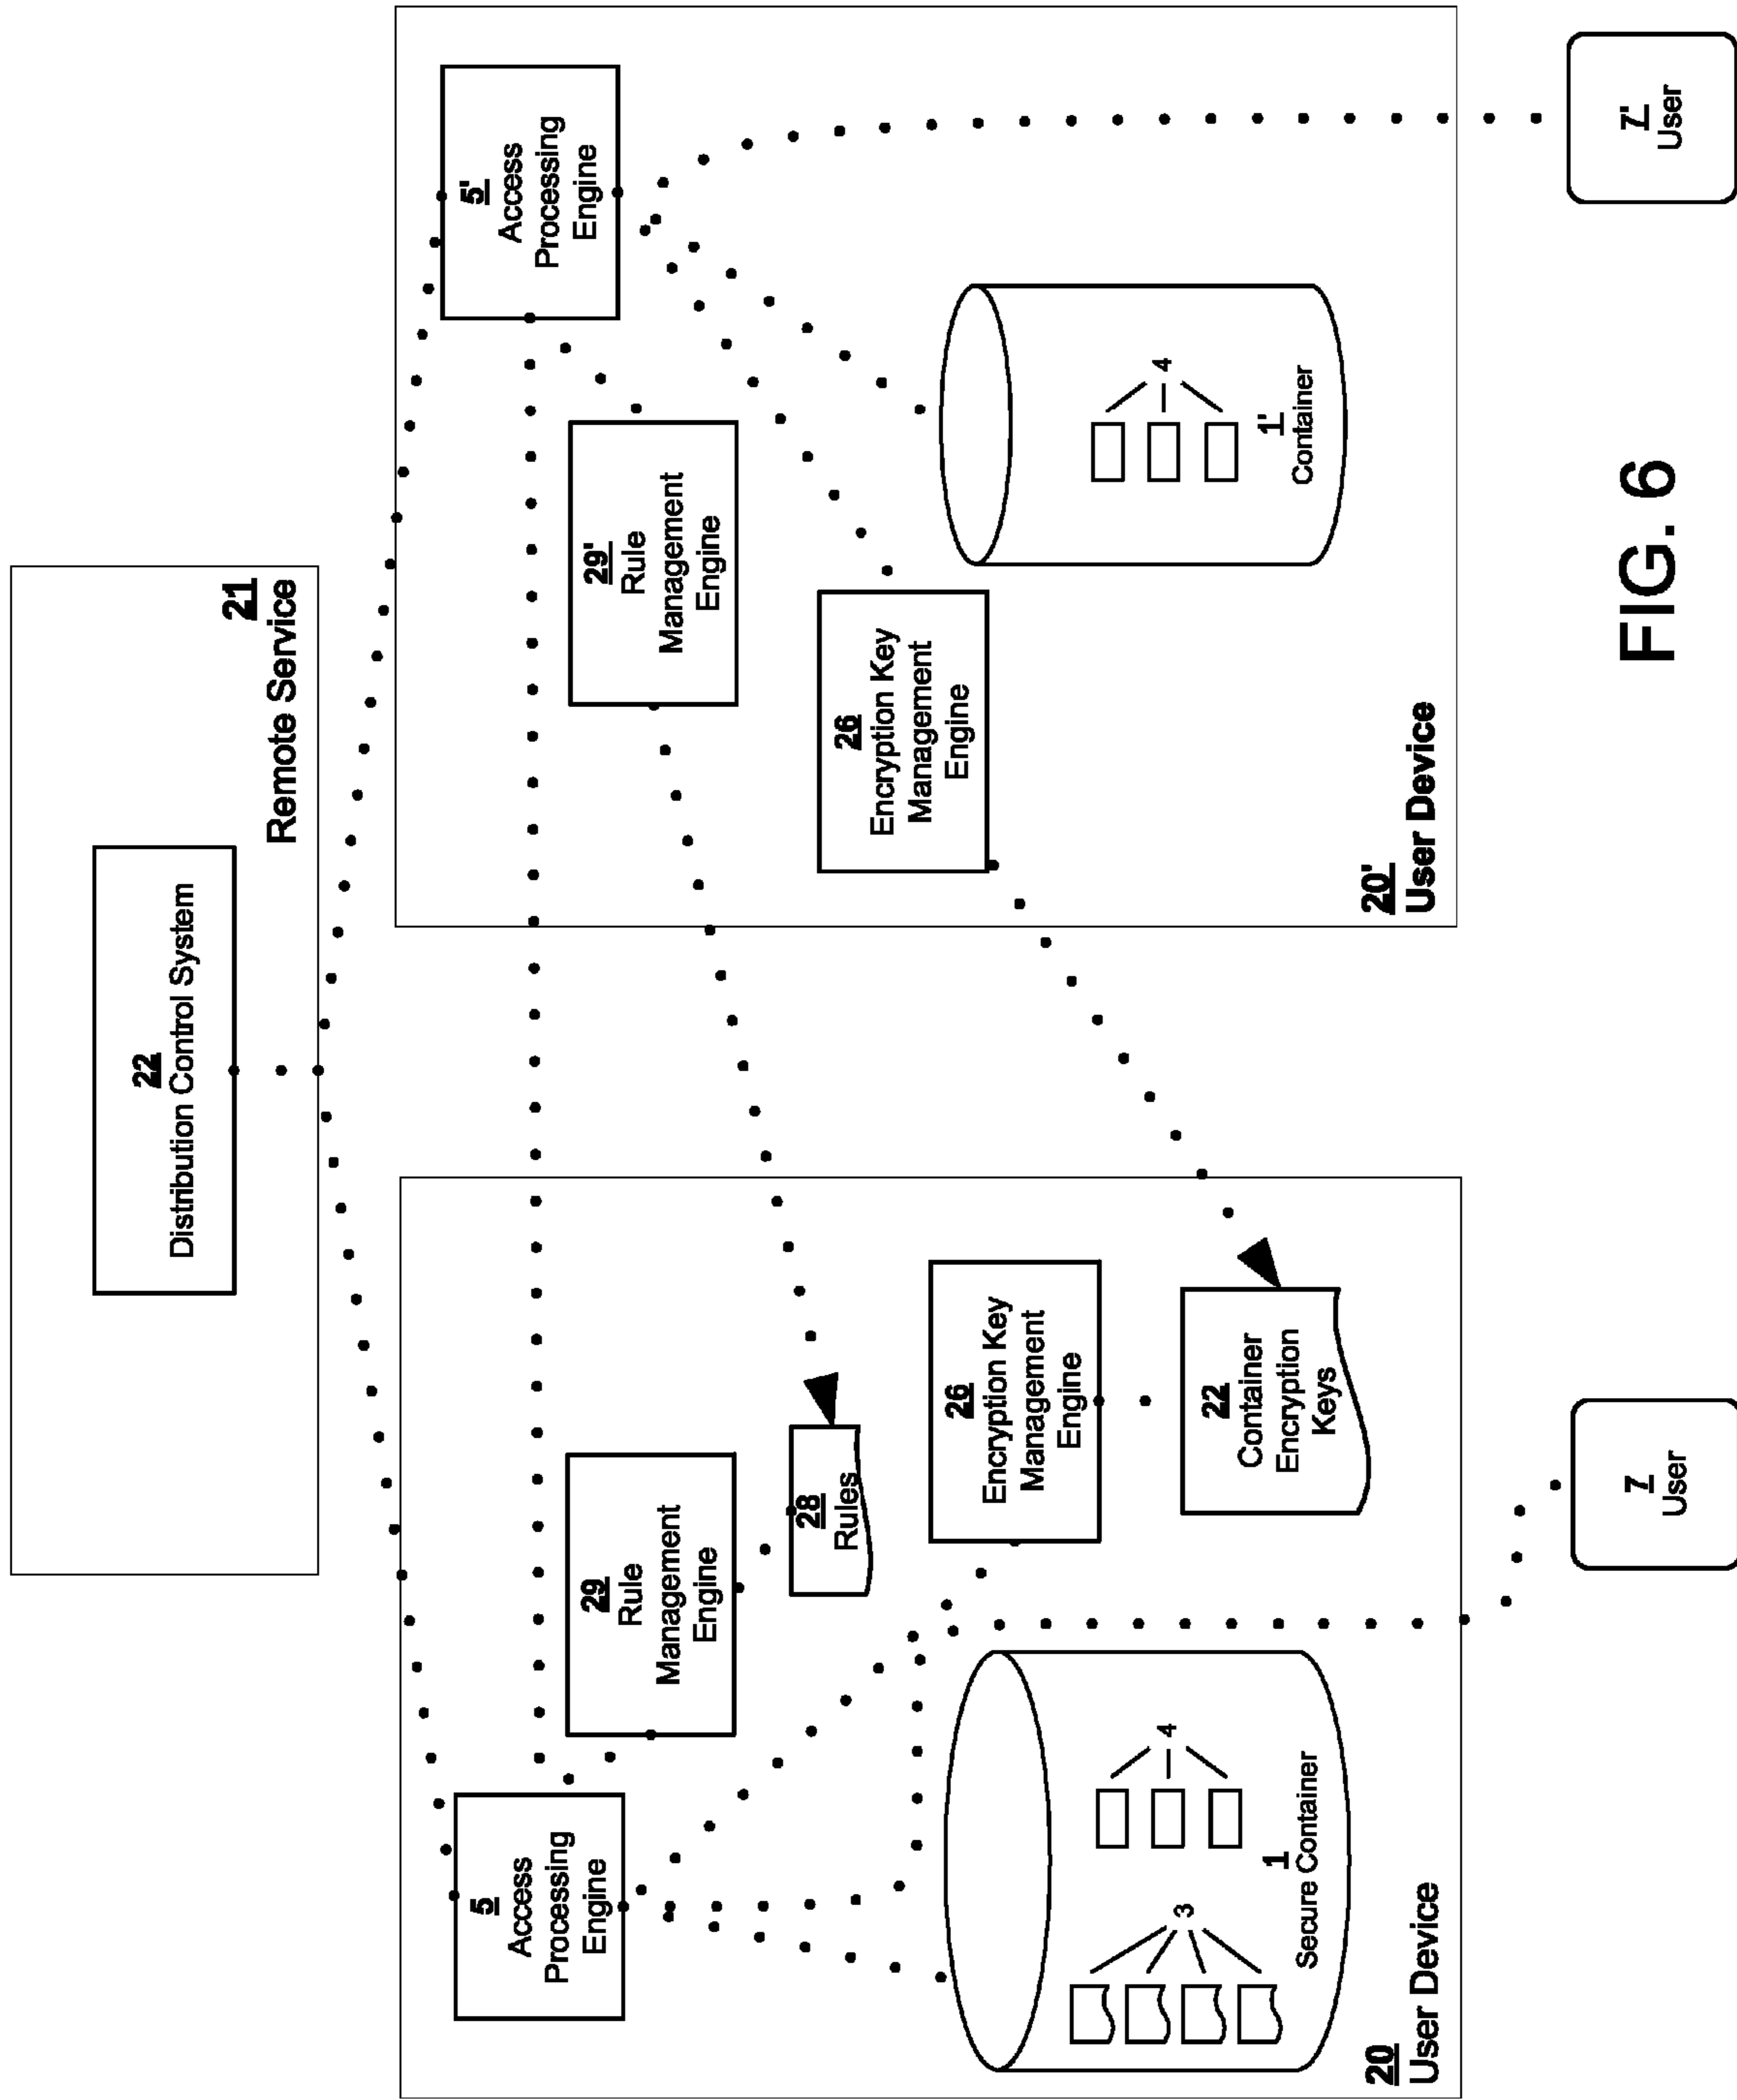 21
Remote Service
22
Distribution Control System
5
Access
Processing
Engine
29
Rule
Management
Engine
28
Rules
26
Encryption Key
Management
Engine
22
Container
Encryption
Keys
3
4
1
Secure Container
20
User Device
7
User
5'
Access
Processing
Engine
29'
Rule
Management
Engine
26
Encryption Key
Management
Engine
4
1'
Container
20'
User Device
7'
User
FIG. 6